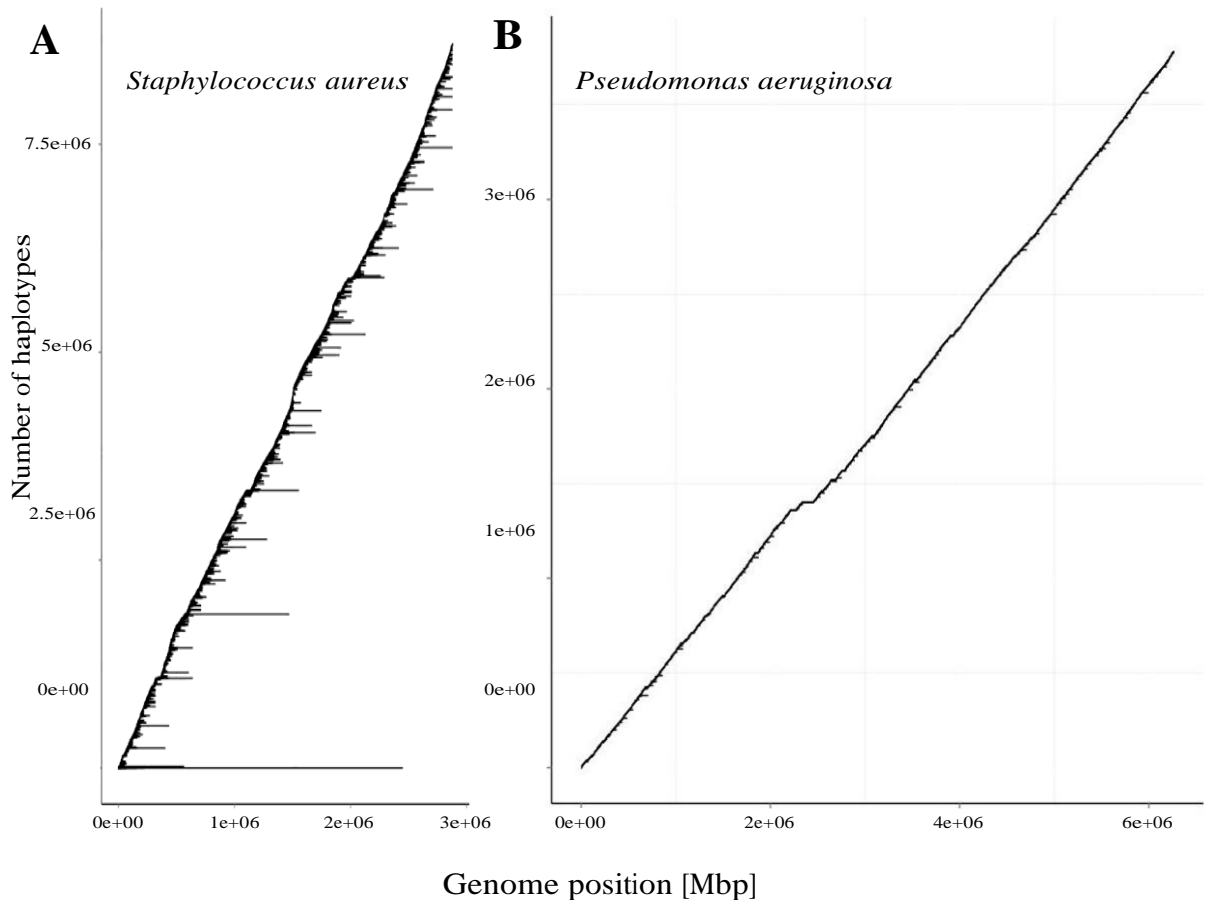 A
B
Staphylococcus aureus
Pseudomonas aeruginosa
Number of haplotypes
7.5e+06
5e+06
2.5e+06
0e+00
3e+06
2e+06
1e+06
0e+00
0e+00 1e+06 2e+06 3e+06
0e+00 2e+06 4e+06 6e+06
Genome position [Mbp]